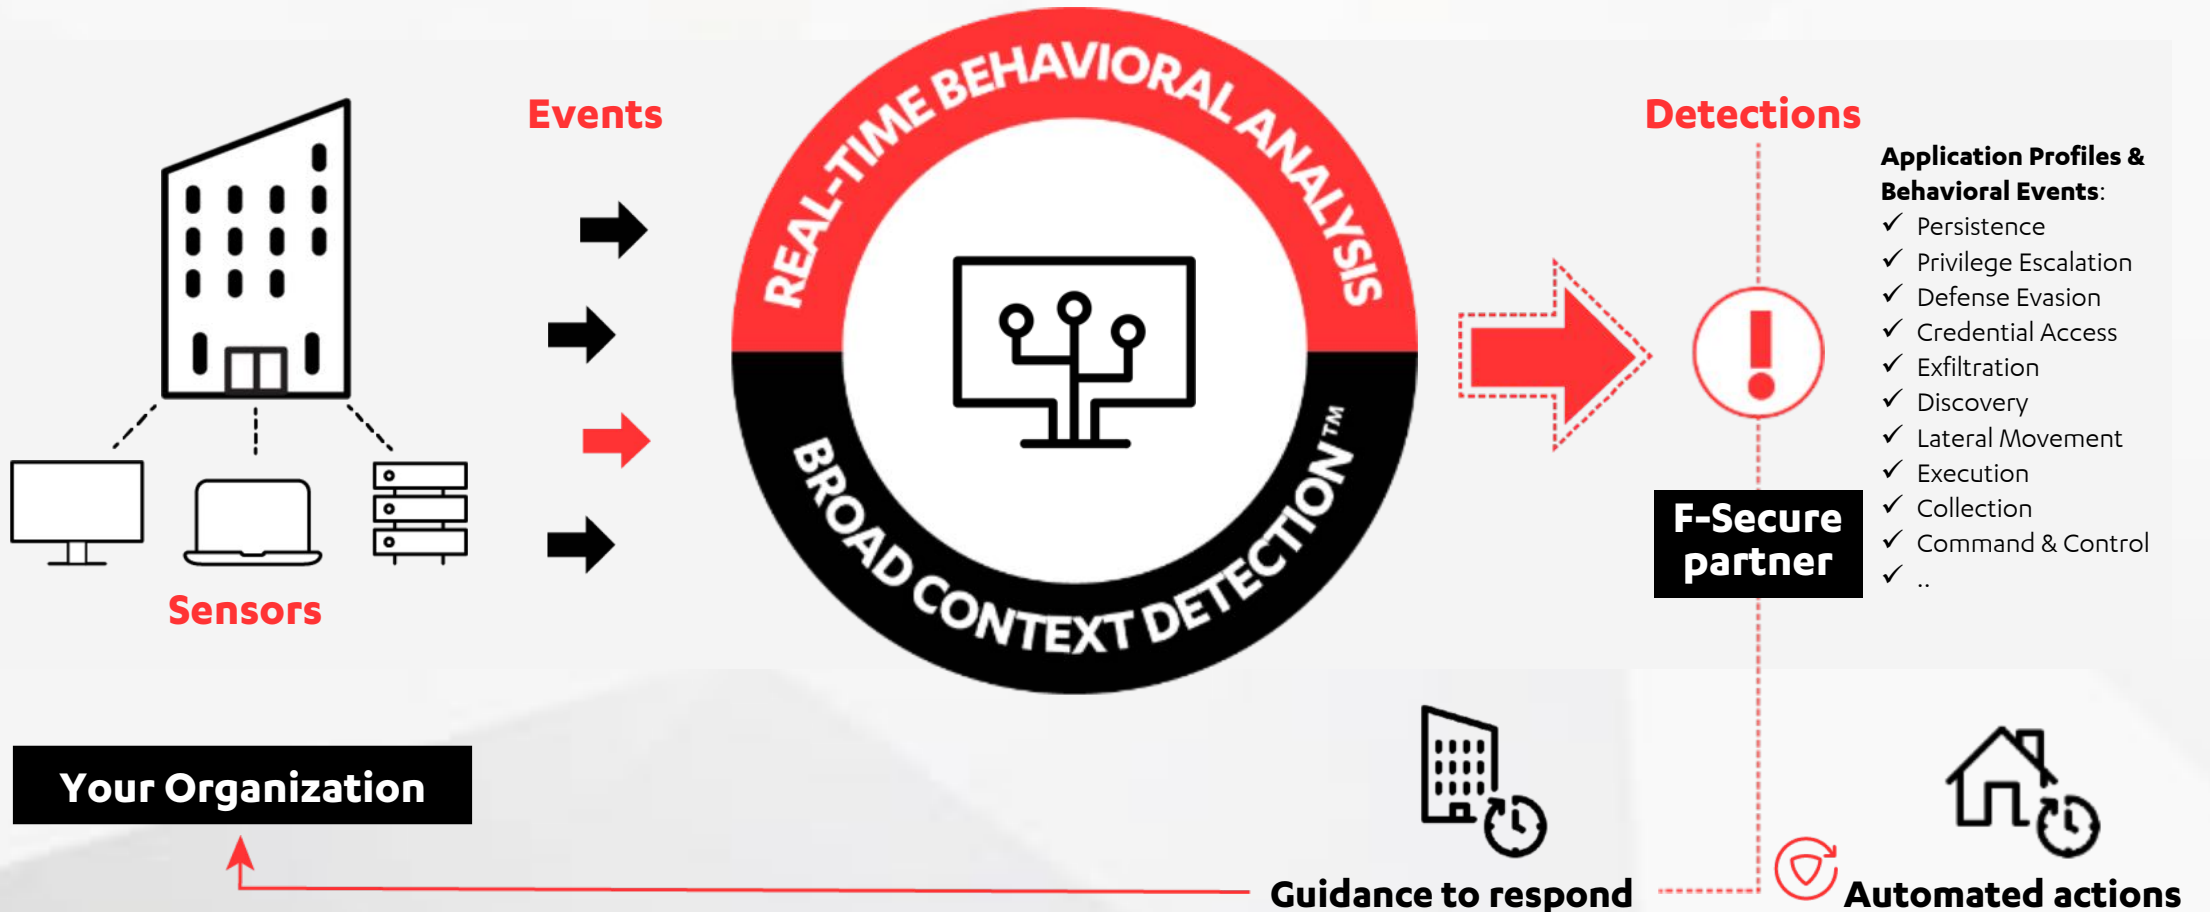 Events
Sensors
REAL-TIME BEHAVIORAL ANALYSIS
BROAD CONTEXT DETECTION™
Detections
Application Profiles &
Behavioral Events:
✓ Persistence
✓ Privilege Escalation
✓ Defense Evasion
✓ Credential Access
✓ Exfiltration
✓ Discovery
✓ Lateral Movement
✓ Execution
✓ Collection
✓ Command & Control
✓ ..
F-Secure
partner
Your Organization
Guidance to respond
Automated actions